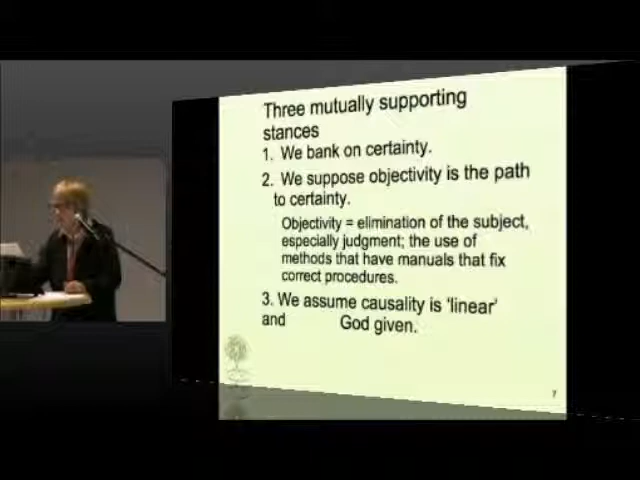 Three mutually supporting
stances
1. We bank on certainty.
2. We suppose objectivity is the path
to certainty.
Objectivity = elimination of the subject,
especially judgment; the use of
methods that have manuals that fix
correct procedures.
3. We assume causality is 'linear'
and God given.
7